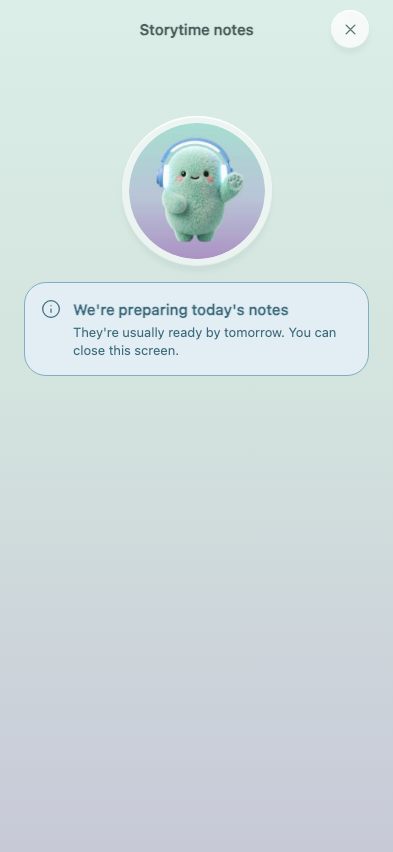 Storytime notes
We're preparing today's notes
They're usually ready by tomorrow. You can
close this screen.